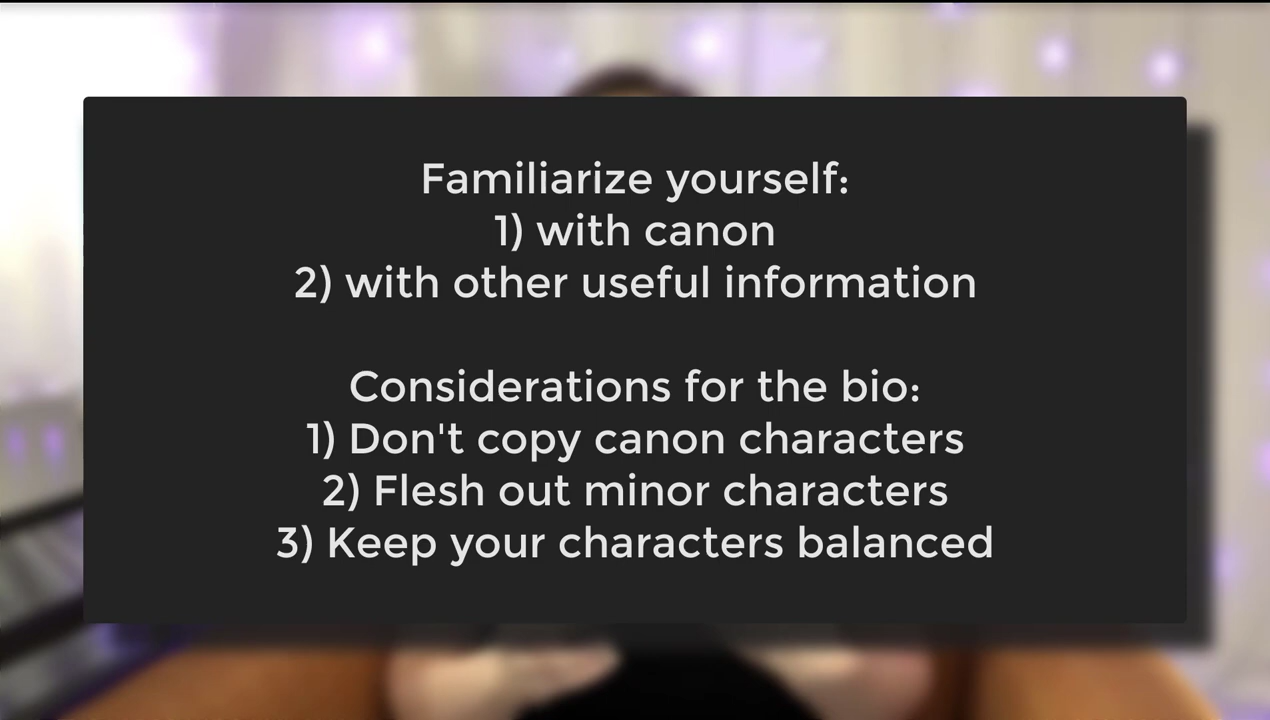 Familiarize yourself:
1) with canon
2) with other useful information
Considerations for the bio:
1) Don't copy canon characters
2) Flesh out minor characters
3) Keep your characters balanced